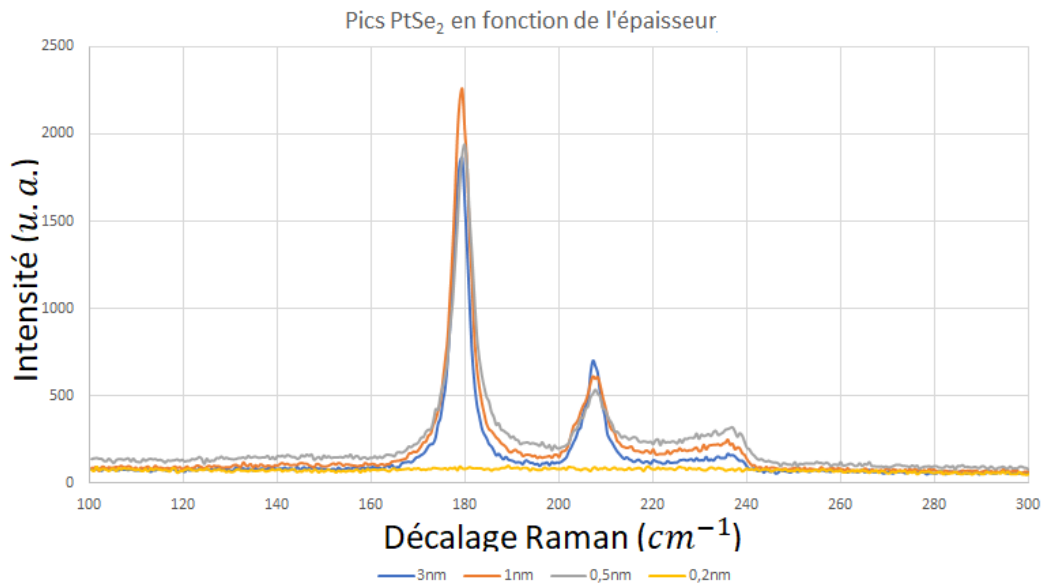 Pics PtSe₂ en fonction de l'épaisseur
2500
2000
1500
1000
500
0
Intensité (u. a.)
100 120 140 160 180 200 220 240 260 280 300
Décalage Raman (cm⁻¹)
3nm 1nm 0,5nm 0,2nm